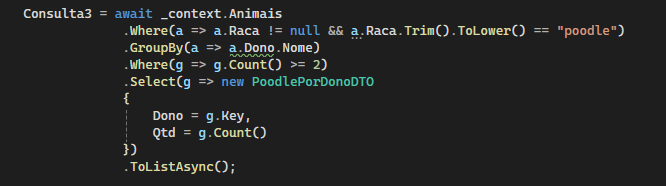 Consulta3 = await _context.Animais
.Where(a => a.Raca != null && a.Raca.Trim().ToLower() == "poodle")
.GroupBy(a => a.Dono.Nome)
.Where(g => g.Count() >= 2)
.Select(g => new PoodlePorDonoDTO
{
Dono = g.Key,
Qtd = g.Count()
})
.ToListAsync();